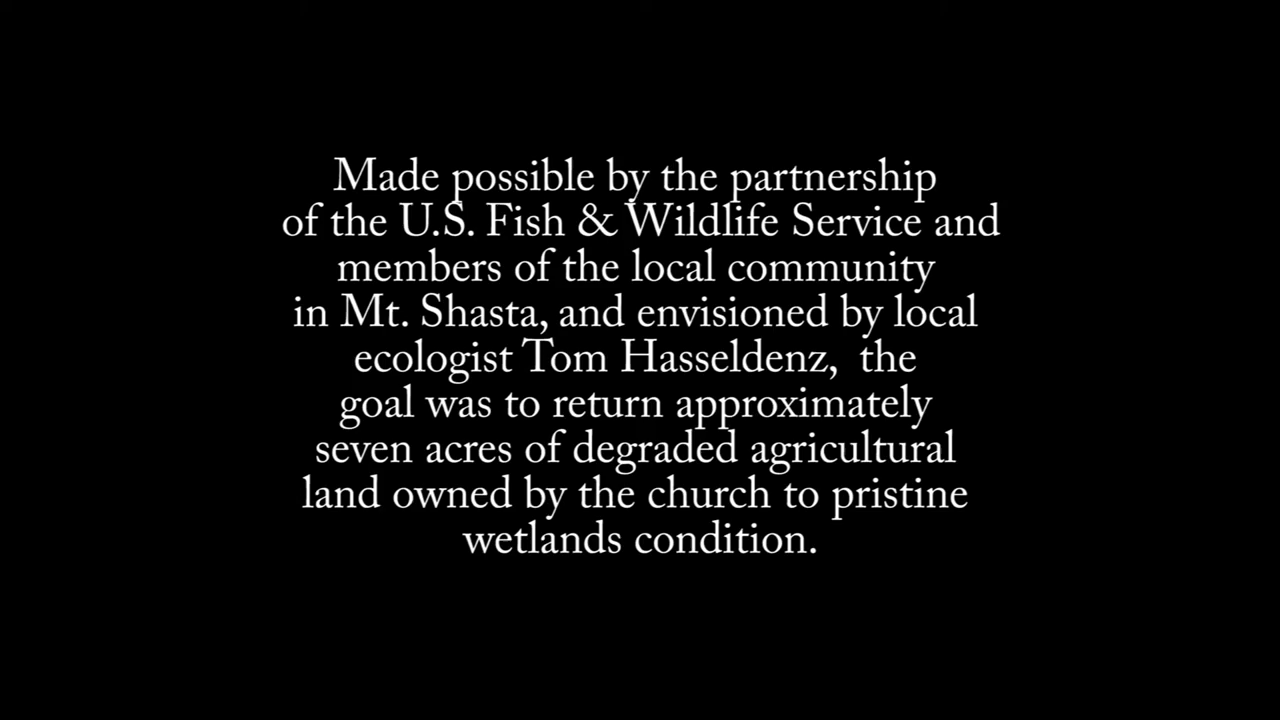 Made possible by the partnership
of the U.S. Fish & Wildlife Service and
members of the local community
in Mt. Shasta, and envisioned by local
ecologist Tom Hasseldenz,  the
goal was to return approximately
seven acres of degraded agricultural
land owned by the church to pristine
wetlands condition.